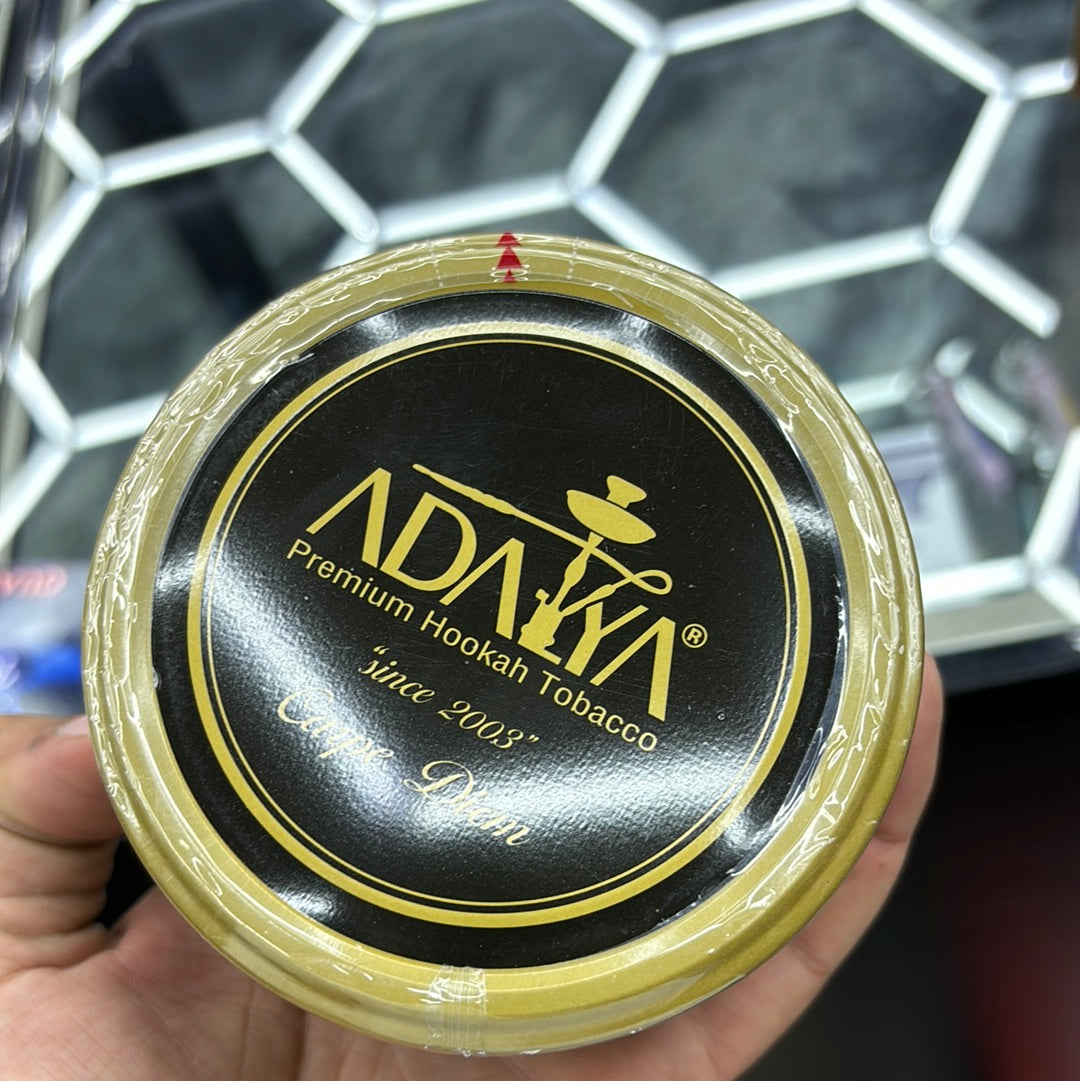 ADALYA®
Premium Hookah Tobacco
"since 2003"
Carpe Diem